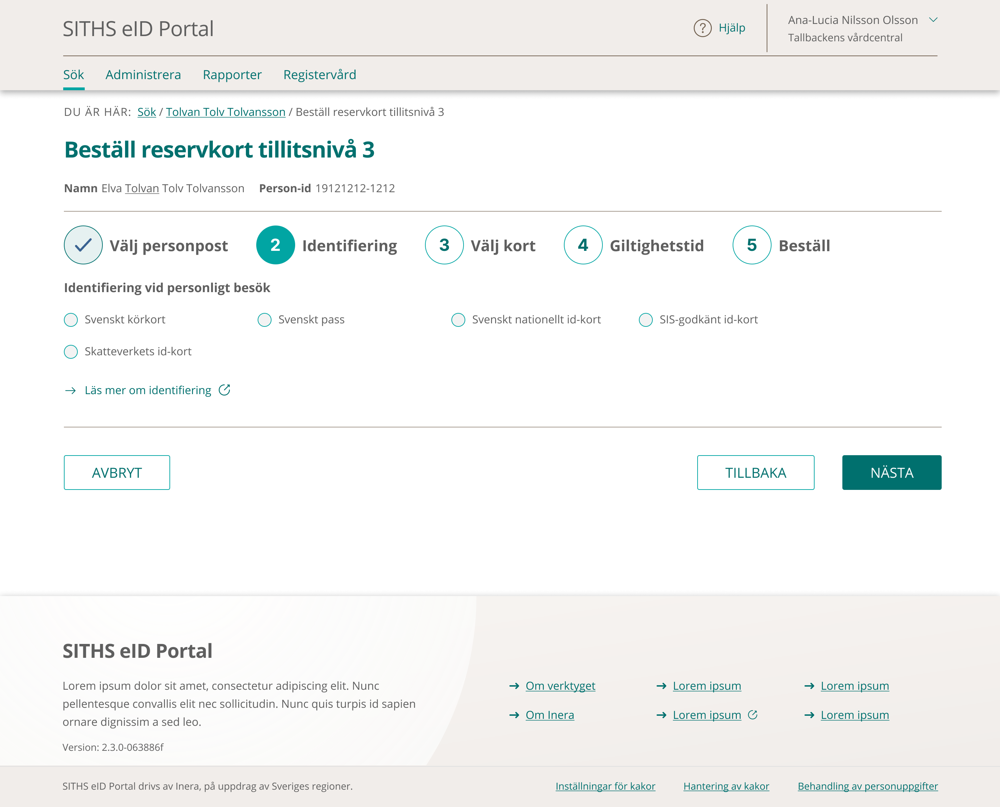 SITHS eID Portal
? Hjälp
Ana-Lucia Nilsson Olsson
Tallbackens vårdcentral
Sök Administrera Rapporter Registervård
DU ÄR HÄR: Sök / Tolvan Tolv Tolvansson / Beställ reservkort tillitsnivå 3
Beställ reservkort tillitsnivå 3
Namn Elva Tolvan Tolv Tolvansson Person-id 19121212-1212
Välj personpost 2 Identifiering 3 Välj kort 4 Giltighetstid 5 Beställ
Identifiering vid personligt besök
Svenskt körkort Svenskt pass Svenskt nationellt id-kort SIS-godkänt id-kort
Skatteverkets id-kort
Läs mer om identifiering
AVBRYT TILLBAKA NÄSTA
SITHS eID Portal
Lorem ipsum dolor sit amet, consectetur adipiscing elit. Nunc
pellentesque convallis elit nec sollicitudin. Nunc quis turpis id sapien
ornare dignissim a sed leo.
Version: 2.3.0-063886f
Om verktyget Lorem ipsum Lorem ipsum
Om Inera Lorem ipsum Lorem ipsum
SITHS eID Portal drivs av Inera, på uppdrag av Sveriges regioner.
Inställningar för kakor Hantering av kakor Behandling av personuppgifter